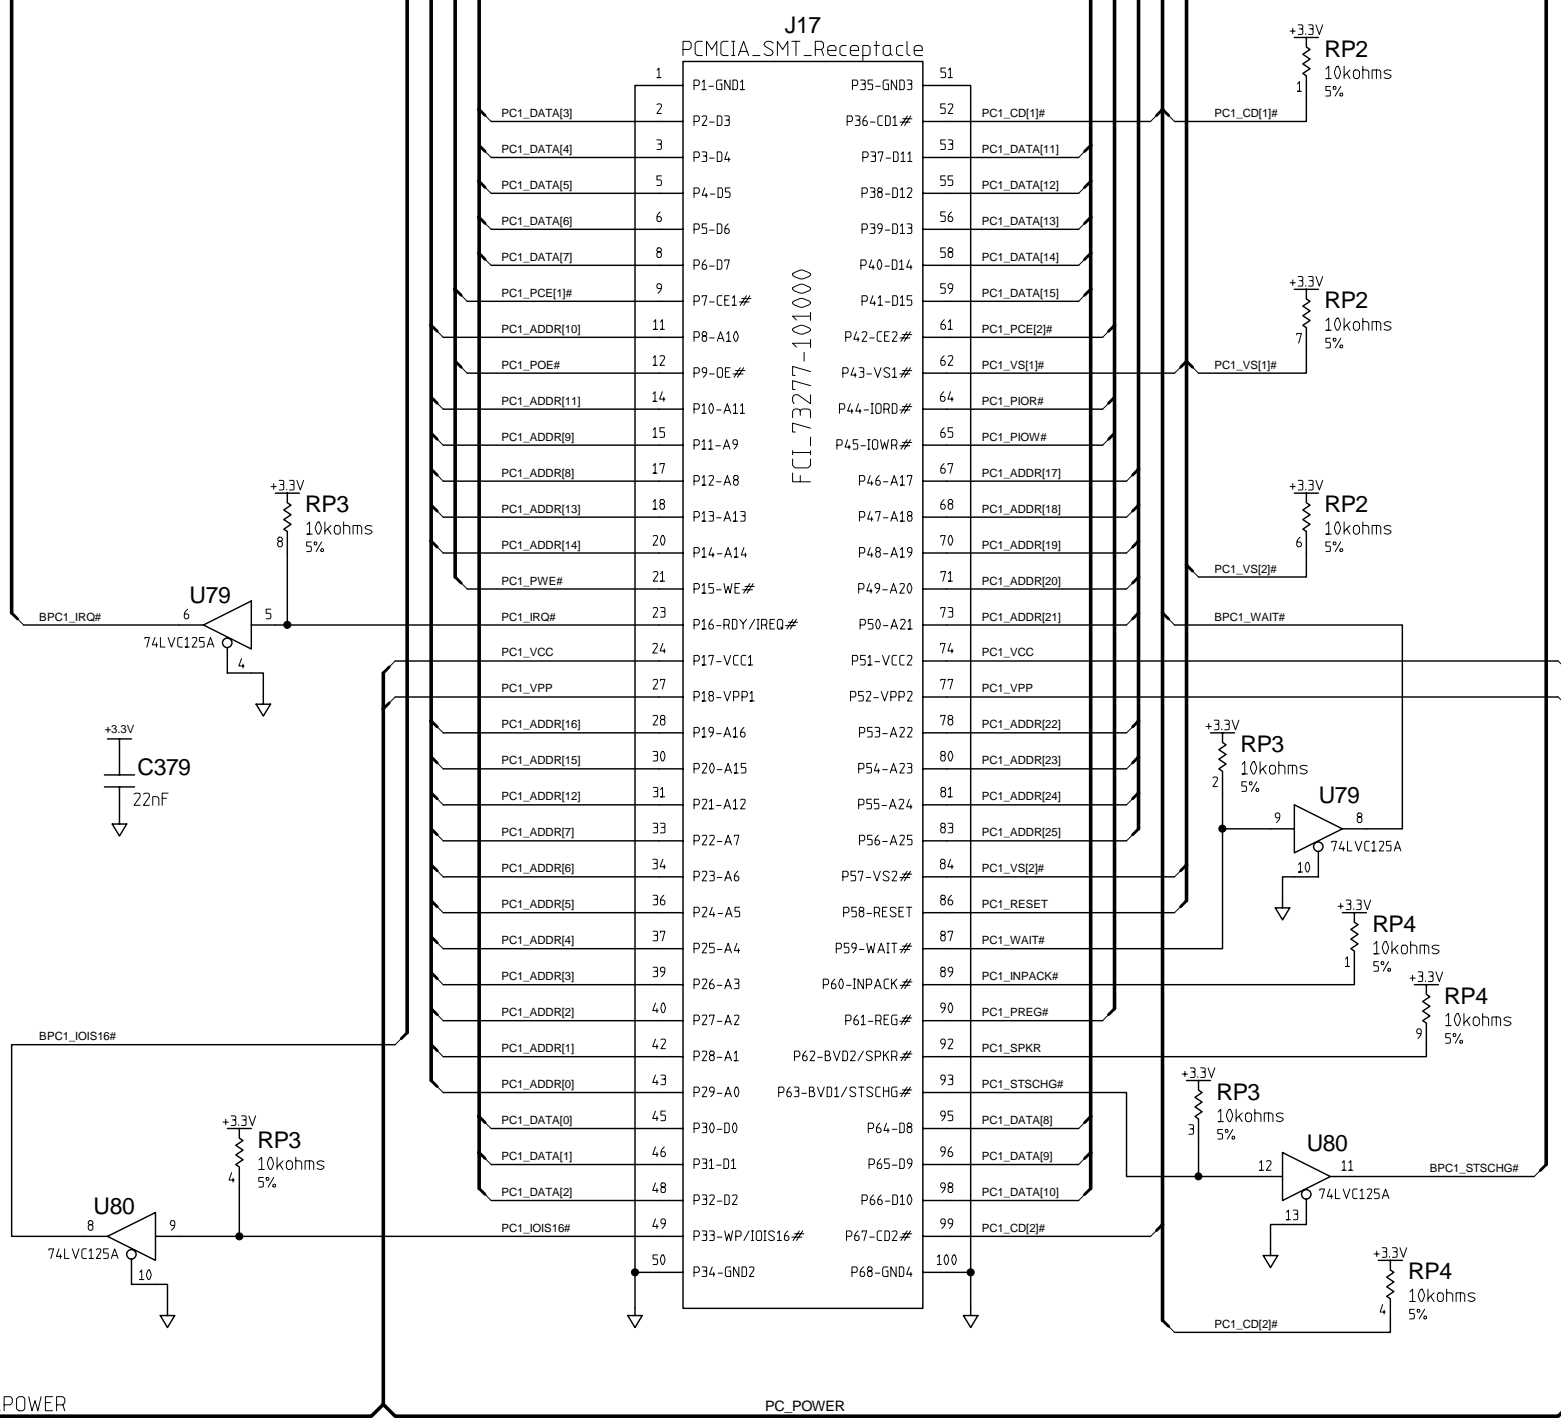 J17
PCMCIA_SMT_Receptacle
FCI_73277-101000
1 P1-GND1 P35-GND3 51
PC1_DATA[3] 2 P2-D3 P36-CD1# 52 PC1_CD[1]#
PC1_DATA[4] 3 P3-D4 P37-D11 53 PC1_DATA[11]
PC1_DATA[5] 5 P4-D5 P38-D12 55 PC1_DATA[12]
PC1_DATA[6] 6 P5-D6 P39-D13 56 PC1_DATA[13]
PC1_DATA[7] 8 P6-D7 P40-D14 58 PC1_DATA[14]
PC1_PCE[1]# 9 P7-CE1# P41-D15 59 PC1_DATA[15]
PC1_ADDR[10] 11 P8-A10 P42-CE2# 61 PC1_PCE[2]#
PC1_POE# 12 P9-OE# P43-VS1# 62 PC1_VS[1]#
PC1_ADDR[11] 14 P10-A11 P44-IORD# 64 PC1_PIOR#
PC1_ADDR[9] 15 P11-A9 P45-IOWR# 65 PC1_PIOW#
PC1_ADDR[8] 17 P12-A8 P46-A17 67 PC1_ADDR[17]
PC1_ADDR[13] 18 P13-A13 P47-A18 68 PC1_ADDR[18]
PC1_ADDR[14] 20 P14-A14 P48-A19 70 PC1_ADDR[19]
PC1_PWE# 21 P15-WE# P49-A20 71 PC1_ADDR[20]
PC1_IRQ# 23 P16-RDY/IREQ# P50-A21 73 PC1_ADDR[21]
PC1_VCC 24 P17-VCC1 P51-VCC2 74 PC1_VCC
PC1_VPP 27 P18-VPP1 P52-VPP2 77 PC1_VPP
PC1_ADDR[16] 28 P19-A16 P53-A22 78 PC1_ADDR[22]
PC1_ADDR[15] 30 P20-A15 P54-A23 80 PC1_ADDR[23]
PC1_ADDR[12] 31 P21-A12 P55-A24 81 PC1_ADDR[24]
PC1_ADDR[7] 33 P22-A7 P56-A25 83 PC1_ADDR[25]
PC1_ADDR[6] 34 P23-A6 P57-VS2# 84 PC1_VS[2]#
PC1_ADDR[5] 36 P24-A5 P58-RESET 86 PC1_RESET
PC1_ADDR[4] 37 P25-A4 P59-WAIT# 87 PC1_WAIT#
PC1_ADDR[3] 39 P26-A3 P60-INPACK# 89 PC1_INPACK#
PC1_ADDR[2] 40 P27-A2 P61-REG# 90 PC1_PREG#
PC1_ADDR[1] 42 P28-A1 P62-BVD2/SPKR# 92 PC1_SPKR
PC1_ADDR[0] 43 P29-A0 P63-BVD1/STSCHG# 93 PC1_STSCHG#
PC1_DATA[0] 45 P30-D0 P64-D8 95 PC1_DATA[8]
PC1_DATA[1] 46 P31-D1 P65-D9 96 PC1_DATA[9]
PC1_DATA[2] 48 P32-D2 P66-D10 98 PC1_DATA[10]
PC1_IOIS16# 49 P33-WP/IOIS16# P67-CD2# 99 PC1_CD[2]#
50 P34-GND2 P68-GND4 100
+3.3V
RP3
10kohms
8 5%
U79
BPC1_IRQ# 6 5
74LVC125A
4
+3.3V
C379
22nF
BPC1_IOIS16#
+3.3V
RP3
10kohms
4 5%
U80
8 9
74LVC125A
10
+3.3V
RP2
10kohms
1 5%
PC1_CD[1]#
+3.3V
RP2
10kohms
7 5%
PC1_VS[1]#
+3.3V
RP2
10kohms
6 5%
PC1_VS[2]#
BPC1_WAIT#
+3.3V
RP3
10kohms
2 5%
U79
9 8
74LVC125A
10
+3.3V
RP4
10kohms
1 5%
+3.3V
RP4
10kohms
9 5%
+3.3V
RP3
10kohms
3 5%
U80
12 11 BPC1_STSCHG#
74LVC125A
13
+3.3V
RP4
10kohms
4 5%
PC1_CD[2]#
POWER
PC_POWER